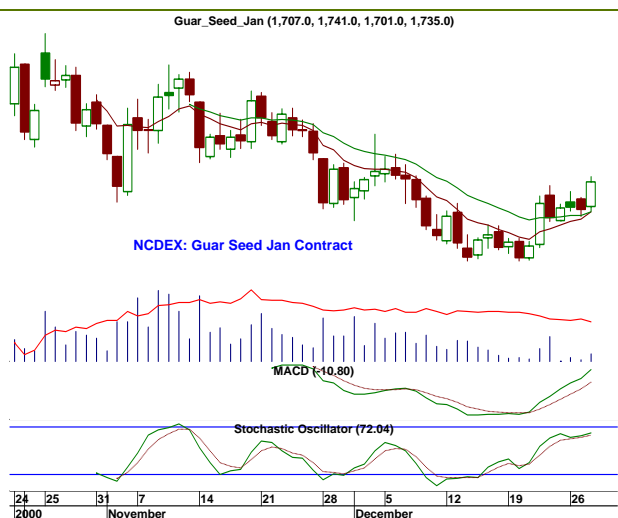 Guar_Seed_Jan (1,707.0, 1,741.0, 1,701.0, 1,735.0)
NCDEX: Guar Seed Jan Contract
MACD (-10.80)
Stochastic Oscillator (72.04)
24 25 31 7 14 21 28 5 12 19 26
2000 November December